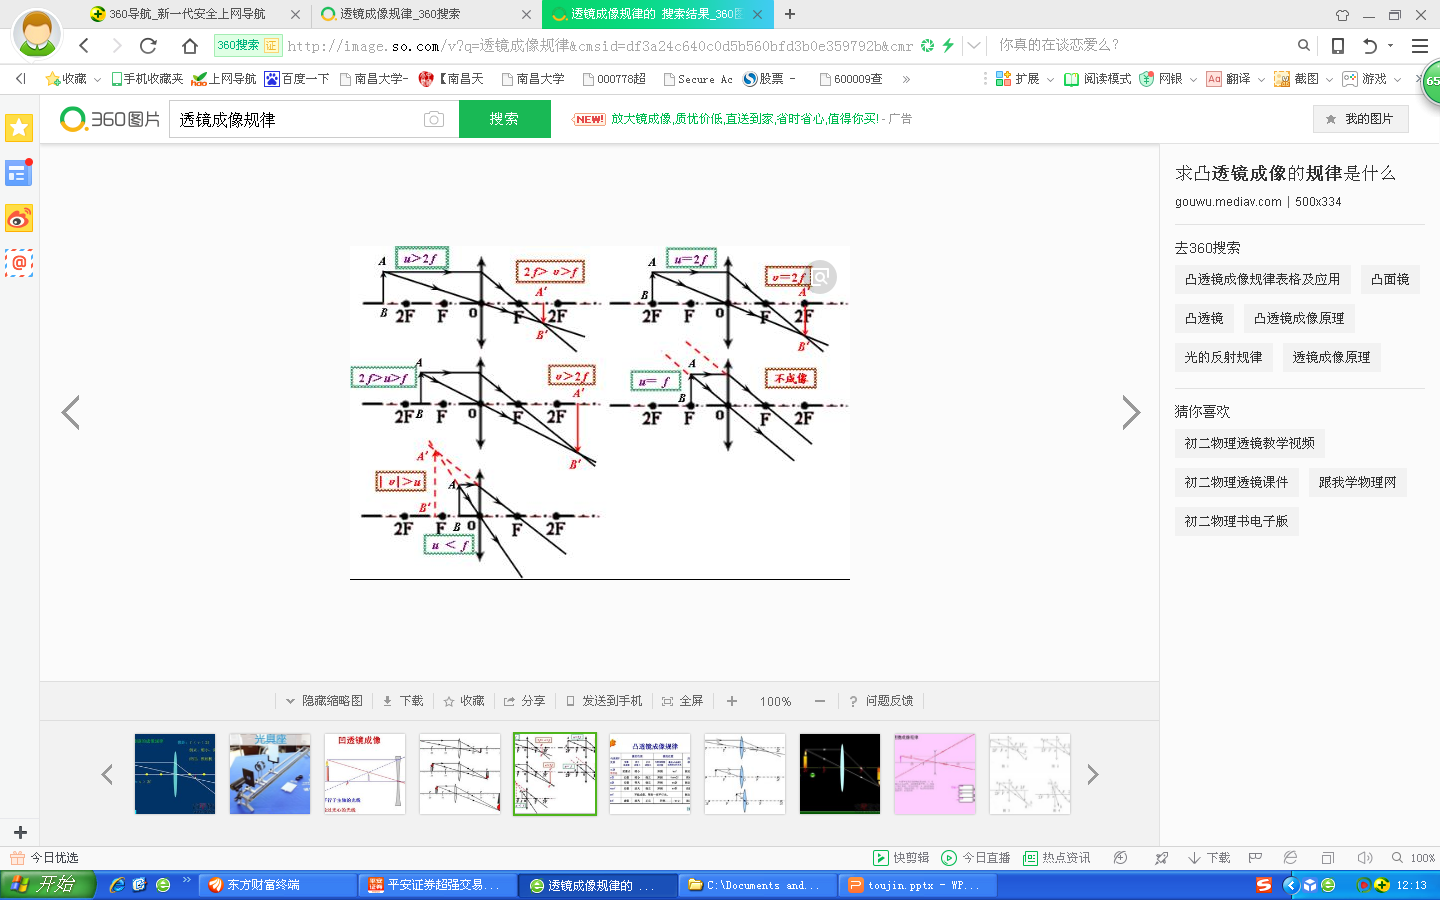 360导航_新一代安全上网导航
透镜成像规律_360搜索
透镜成像规律的 搜索结果_360图
360搜索 证
http://image.so.com/v?q=透镜成像规律&cmsid=df3a24c640c0d5b560bfd3b0e359792b&cmr
你真的在谈恋爱么?
收藏
手机收藏夹
上网导航
百度一下
南昌大学-
【南昌天
南昌大学
000778超
Secure Ac
股票 -
600009查
扩展
阅读模式
网银
翻译
截图
游戏
65
360图片
透镜成像规律
搜索
NEW! 放大镜成像,质优价低,直送到家,省时省心,值得你买! - 广告
我的图片
求凸透镜成像的规律是什么
gouwu.mediav.com | 500x334
去360搜索
凸透镜成像规律表格及应用
凸面镜
凸透镜
凸透镜成像原理
光的反射规律
透镜成像原理
猜你喜欢
初二物理透镜教学视频
初二物理透镜课件
跟我学物理网
初二物理书电子版
A u>2f 2f>v>f A'
B 2F F O F 2F B'
A u=2f v=2f A'
B 2F F O F 2F B'
2f>u>f A v>2f A'
2F B F O F 2F B'
u=f A 不成像
B 2F F O F 2F
A' |v|>u A
B' 2F F B O F 2F
u<f
隐藏缩略图
下载
收藏
分享
发送到手机
全屏
100%
问题反馈
光具座
凹透镜成像
凸透镜成像规律
今日优选
快剪辑
今日直播
热点资讯
下载
100%
开始
东方财富终端
平安证券超强交易...
透镜成像规律的 ...
C:\Documents and...
toujin.pptx - WP...
12:13